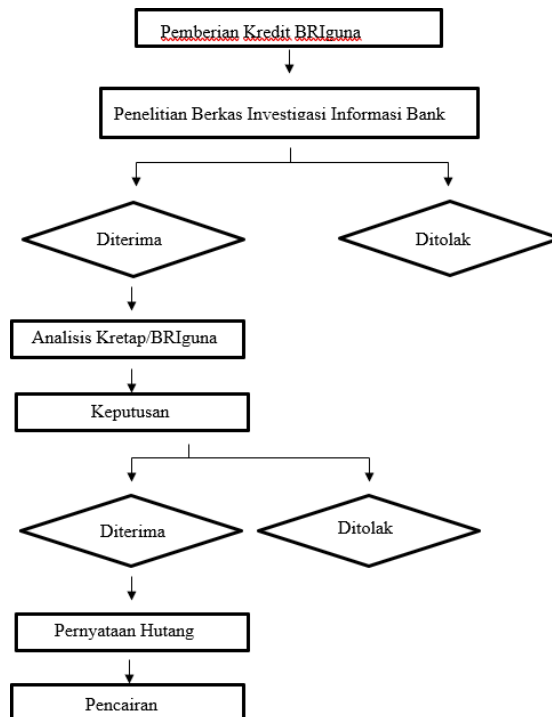 Pemberian Kredit BRIguna
Penelitian Berkas Investigasi Informasi Bank
Diterima
Ditolak
Analisis Kretap/BRIguna
Keputusan
Diterima
Ditolak
Pernyataan Hutang
Pencairan